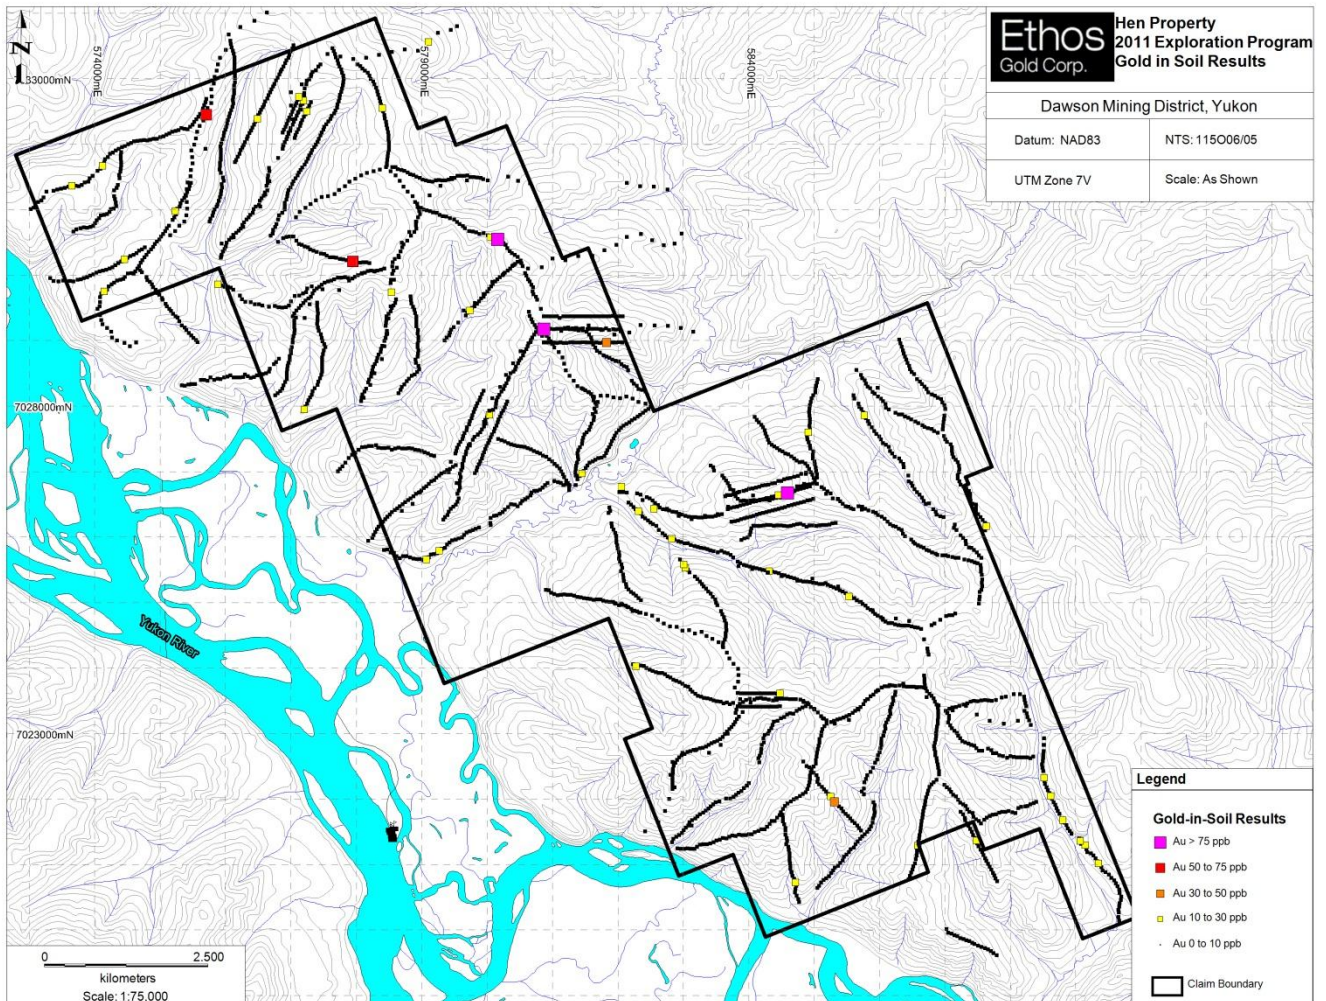 N
Ethos
Gold Corp.
Hen Property
2011 Exploration Program
Gold in Soil Results
Dawson Mining District, Yukon
Datum: NAD83
NTS: 115O06/05
UTM Zone 7V
Scale: As Shown
574000mE
579000mE
584000mE
33000mN
7028000mN
7023000mN
Yukon River
Legend
Gold-in-Soil Results
Au > 75 ppb
Au 50 to 75 ppb
Au 30 to 50 ppb
Au 10 to 30 ppb
Au 0 to 10 ppb
Claim Boundary
0 2.500
kilometers
Scale: 1:75.000